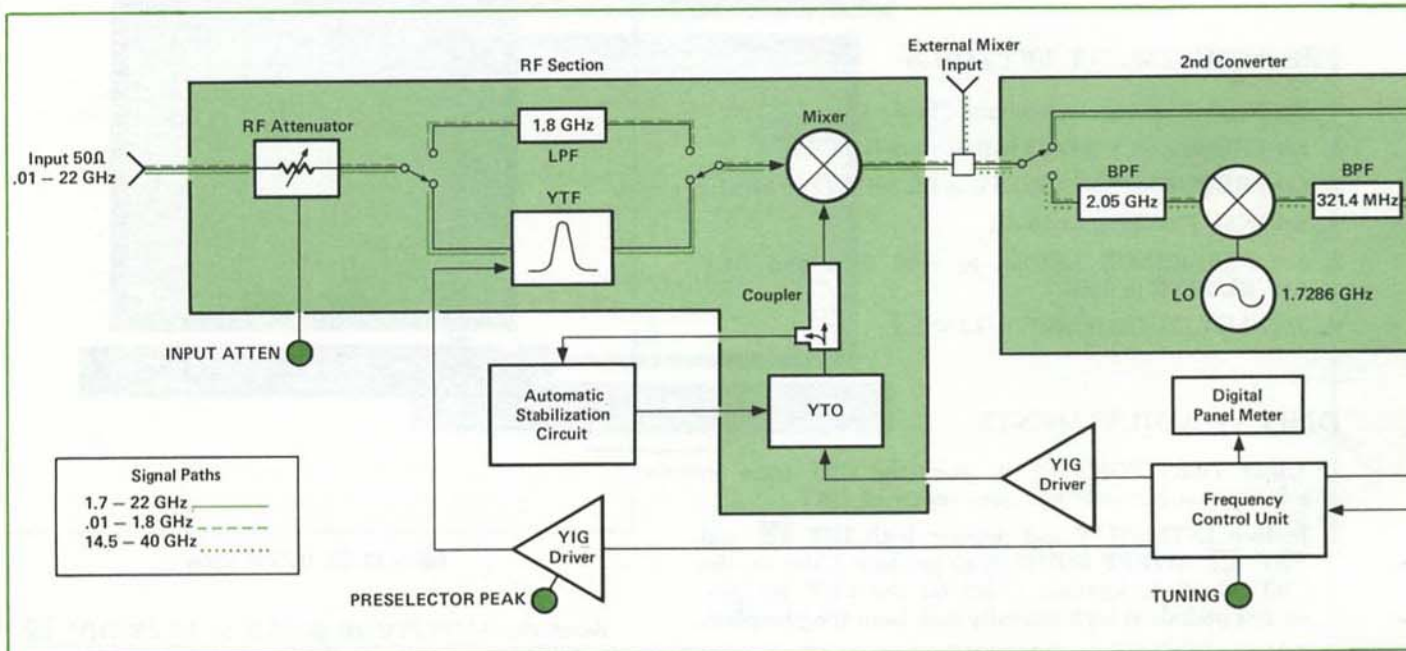 RF Section
External Mixer
Input
2nd Converter
RF Attenuator
Input 50Ω
.01 – 22 GHz
1.8 GHz
LPF
YTF
Mixer
BPF
2.05 GHz
BPF
321.4 MHz
LO
1.7286 GHz
Coupler
INPUT ATTEN
Automatic
Stabilization
Circuit
YTO
Digital
Panel Meter
YIG
Driver
Frequency
Control Unit
Signal Paths
1.7 – 22 GHz
.01 – 1.8 GHz
14.5 – 40 GHz
YIG
Driver
PRESELECTOR PEAK
TUNING